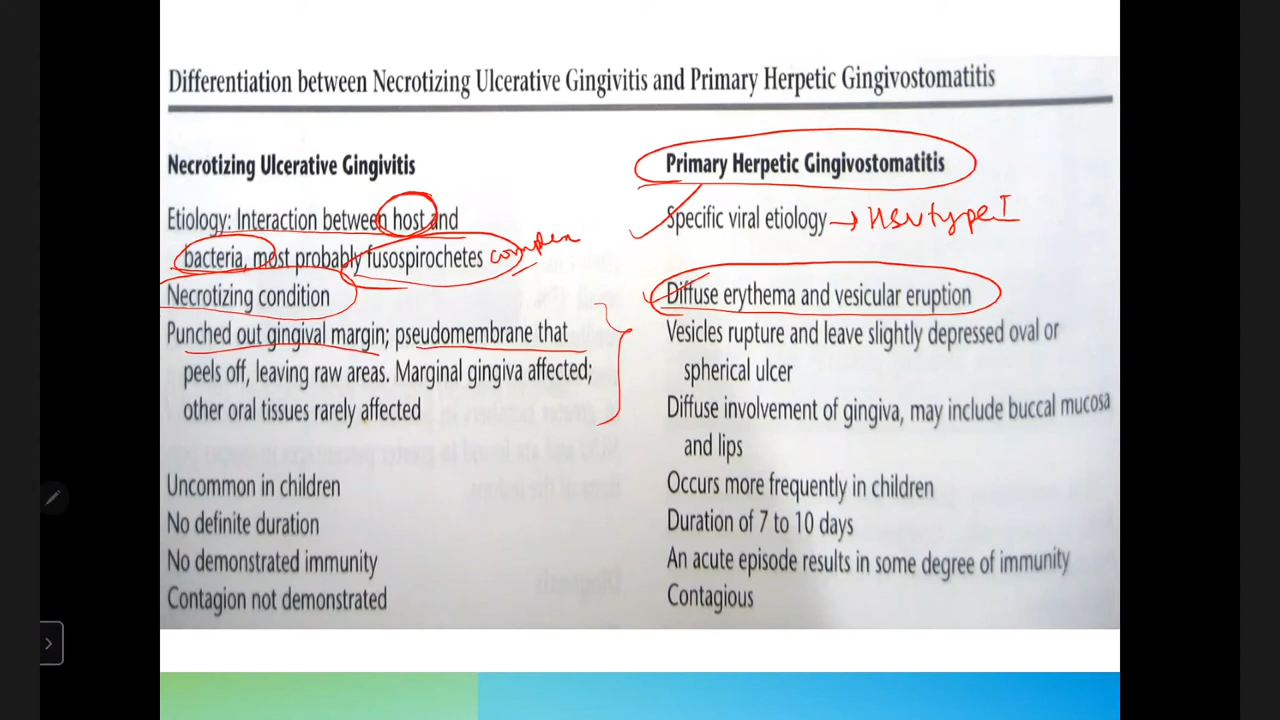 Differentiation between Necrotizing Ulcerative Gingivitis and Primary Herpetic Gingivostomatitis
Necrotizing Ulcerative Gingivitis
Etiology: Interaction between host and
bacteria, most probably fusospirochetes complex
Necrotizing condition
Punched out gingival margin; pseudomembrane that
peels off, leaving raw areas. Marginal gingiva affected;
other oral tissues rarely affected
Uncommon in children
No definite duration
No demonstrated immunity
Contagion not demonstrated
Primary Herpetic Gingivostomatitis
Specific viral etiology → HSV type I
Diffuse erythema and vesicular eruption
Vesicles rupture and leave slightly depressed oval or
spherical ulcer
Diffuse involvement of gingiva, may include buccal mucosa
and lips
Occurs more frequently in children
Duration of 7 to 10 days
An acute episode results in some degree of immunity
Contagious